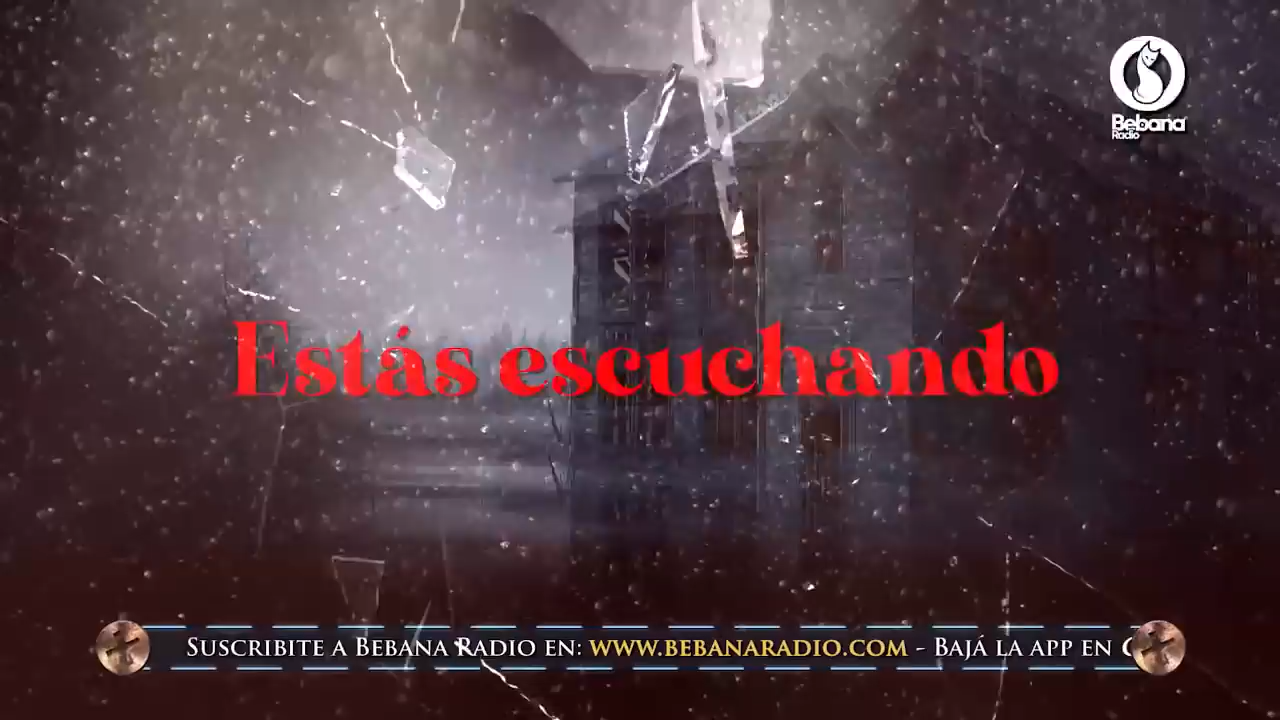 Bebana
Radio
Estás escuchando
Suscribite a Bebana Radio en: www.bebanaradio.com - Bajá la app en